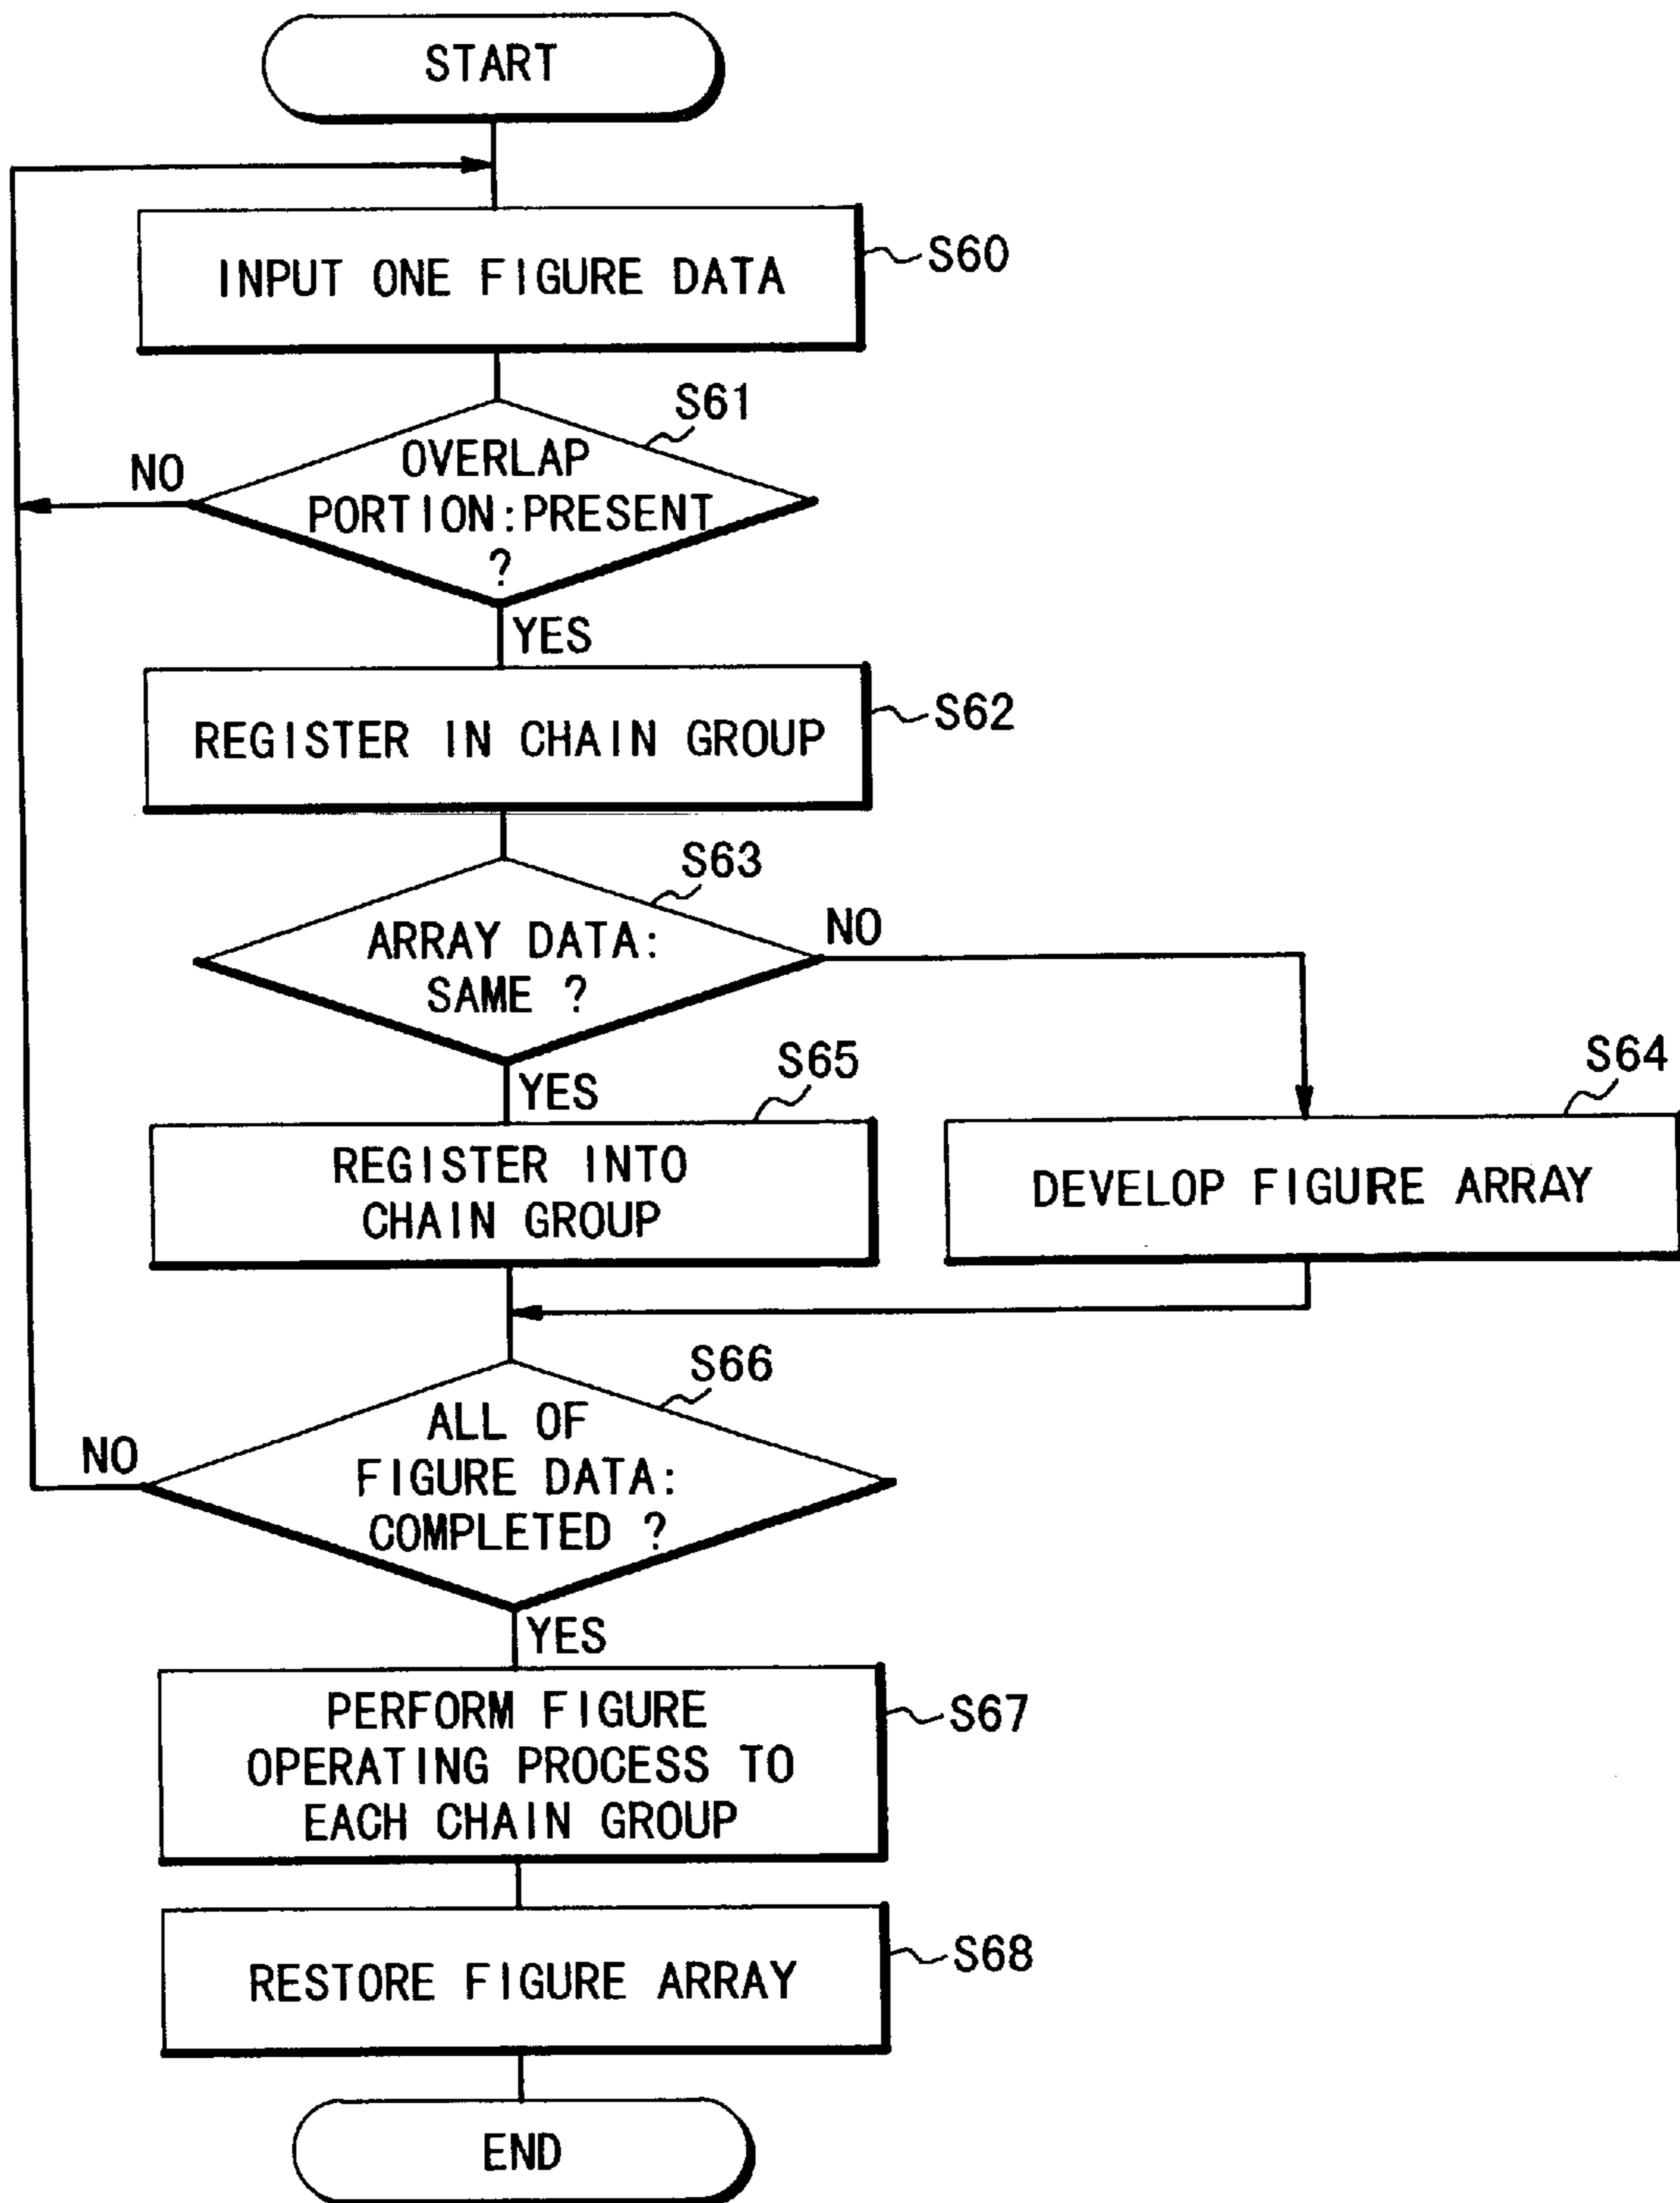 START
INPUT ONE FIGURE DATA
S60
S61
OVERLAP
PORTION:PRESENT
?
NO
YES
REGISTER IN CHAIN GROUP
S62
S63
ARRAY DATA:
SAME ?
NO
YES
S65
REGISTER INTO
CHAIN GROUP
S64
DEVELOP FIGURE ARRAY
S66
ALL OF
FIGURE DATA:
COMPLETED ?
NO
YES
PERFORM FIGURE
OPERATING PROCESS TO
EACH CHAIN GROUP
S67
RESTORE FIGURE ARRAY
S68
END